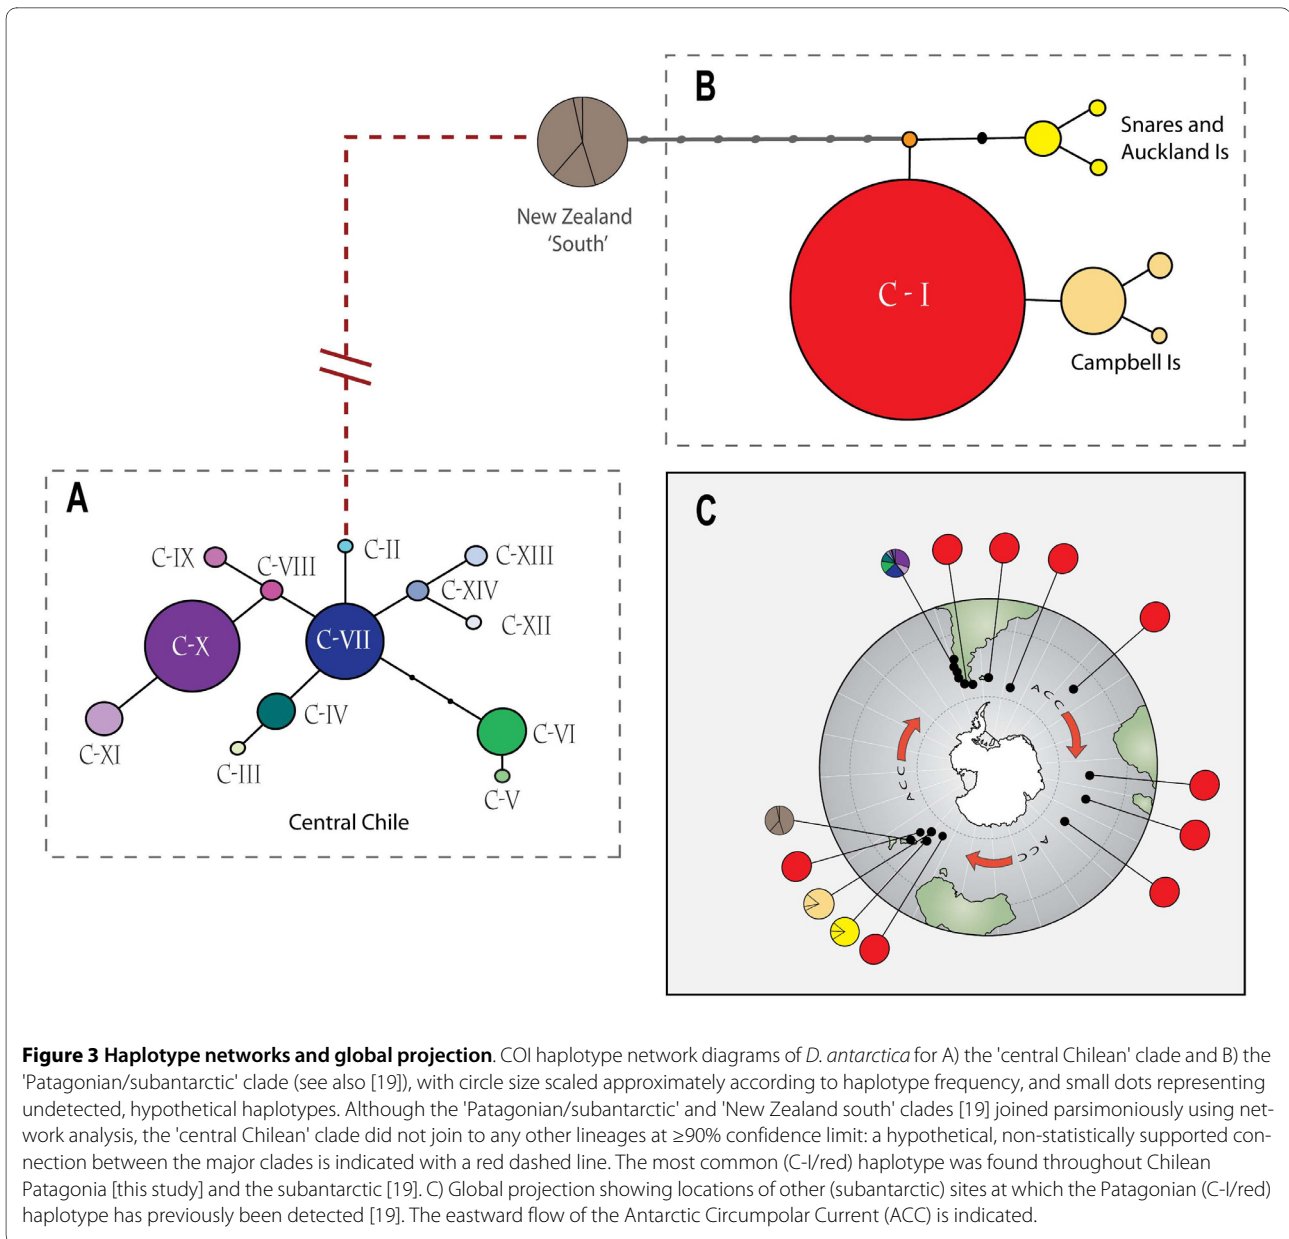 B
Snares and
Auckland Is
New Zealand
'South'
C - I
Campbell Is
A
C-IX
C-VIII
C-II
C-XIII
C-XIV
C-XII
C-X
C-VII
C-IV
C-XI
C-III
C-VI
C-V
Central Chile
C
ACC
ACC
ACC
Figure 3 Haplotype networks and global projection. COI haplotype network diagrams of D. antarctica for A) the 'central Chilean' clade and B) the
'Patagonian/subantarctic' clade (see also [19]), with circle size scaled approximately according to haplotype frequency, and small dots representing
undetected, hypothetical haplotypes. Although the 'Patagonian/subantarctic' and 'New Zealand south' clades [19] joined parsimoniously using net-
work analysis, the 'central Chilean' clade did not join to any other lineages at ≥90% confidence limit: a hypothetical, non-statistically supported con-
nection between the major clades is indicated with a red dashed line. The most common (C-I/red) haplotype was found throughout Chilean
Patagonia [this study] and the subantarctic [19]. C) Global projection showing locations of other (subantarctic) sites at which the Patagonian (C-I/red)
haplotype has previously been detected [19]. The eastward flow of the Antarctic Circumpolar Current (ACC) is indicated.